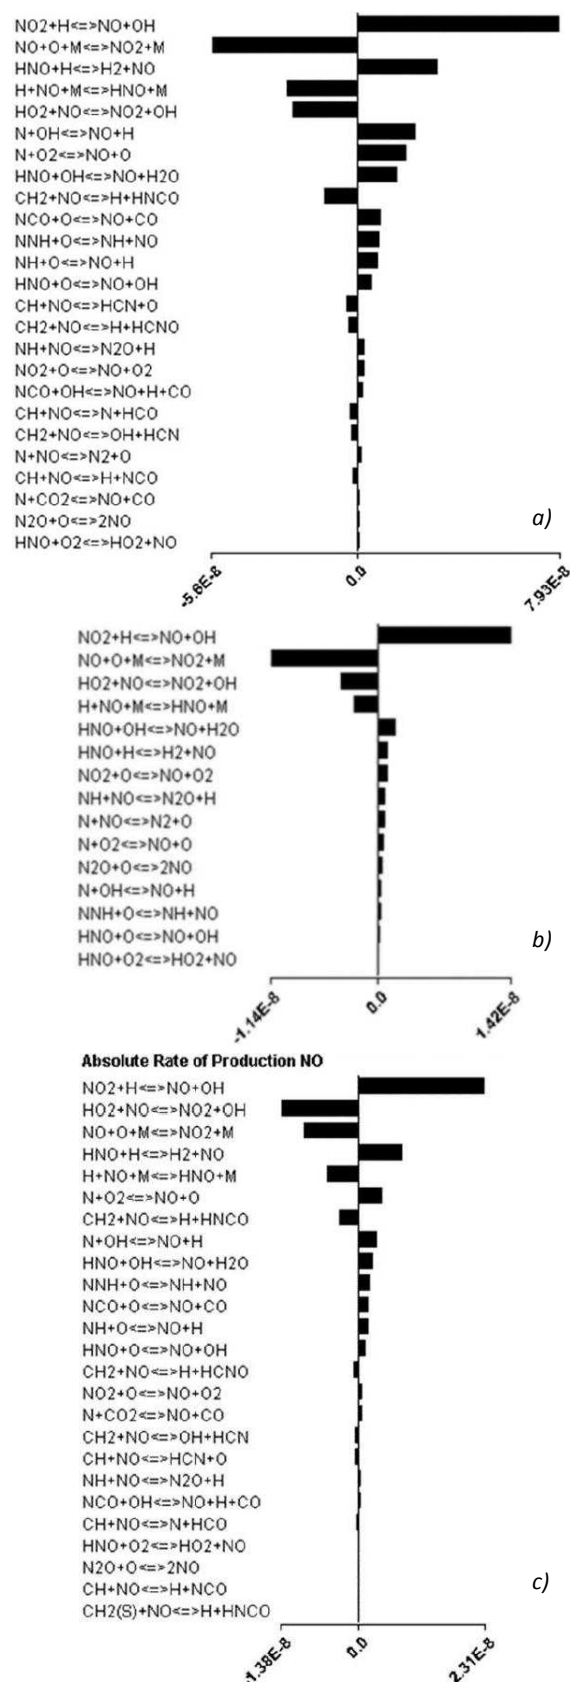 NO2+H<=>NO+OH
NO+O+M<=>NO2+M
HNO+H<=>H2+NO
H+NO+M<=>HNO+M
HO2+NO<=>NO2+OH
N+OH<=>NO+H
N+O2<=>NO+O
HNO+OH<=>NO+H2O
CH2+NO<=>H+HNCO
NCO+O<=>NO+CO
NNH+O<=>NH+NO
NH+O<=>NO+H
HNO+O<=>NO+OH
CH+NO<=>HCN+O
CH2+NO<=>H+HCNO
NH+NO<=>N2O+H
NO2+O<=>NO+O2
NCO+OH<=>NO+H+CO
CH+NO<=>N+HCO
CH2+NO<=>OH+HCN
N+NO<=>N2+O
CH+NO<=>H+NCO
N+CO2<=>NO+CO
N2O+O<=>2NO
HNO+O2<=>HO2+NO
a)
-5.6E-8 0.0 7.93E-8
NO2+H<=>NO+OH
NO+O+M<=>NO2+M
HO2+NO<=>NO2+OH
H+NO+M<=>HNO+M
HNO+OH<=>NO+H2O
HNO+H<=>H2+NO
NO2+O<=>NO+O2
NH+NO<=>N2O+H
N+NO<=>N2+O
N+O2<=>NO+O
N2O+O<=>2NO
N+OH<=>NO+H
NNH+O<=>NH+NO
HNO+O<=>NO+OH
HNO+O2<=>HO2+NO
b)
-1.14E-8 0.0 1.42E-8
Absolute Rate of Production NO
NO2+H<=>NO+OH
HO2+NO<=>NO2+OH
NO+O+M<=>NO2+M
HNO+H<=>H2+NO
H+NO+M<=>HNO+M
N+O2<=>NO+O
CH2+NO<=>H+HNCO
N+OH<=>NO+H
HNO+OH<=>NO+H2O
NNH+O<=>NH+NO
NCO+O<=>NO+CO
NH+O<=>NO+H
HNO+O<=>NO+OH
CH2+NO<=>H+HCNO
NO2+O<=>NO+O2
N+CO2<=>NO+CO
CH2+NO<=>OH+HCN
CH+NO<=>HCN+O
NH+NO<=>N2O+H
NCO+OH<=>NO+H+CO
CH+NO<=>N+HCO
HNO+O2<=>HO2+NO
N2O+O<=>2NO
CH+NO<=>H+NCO
CH2(S)+NO<=>H+HNCO
c)
-1.38E-8 0.0 2.31E-8